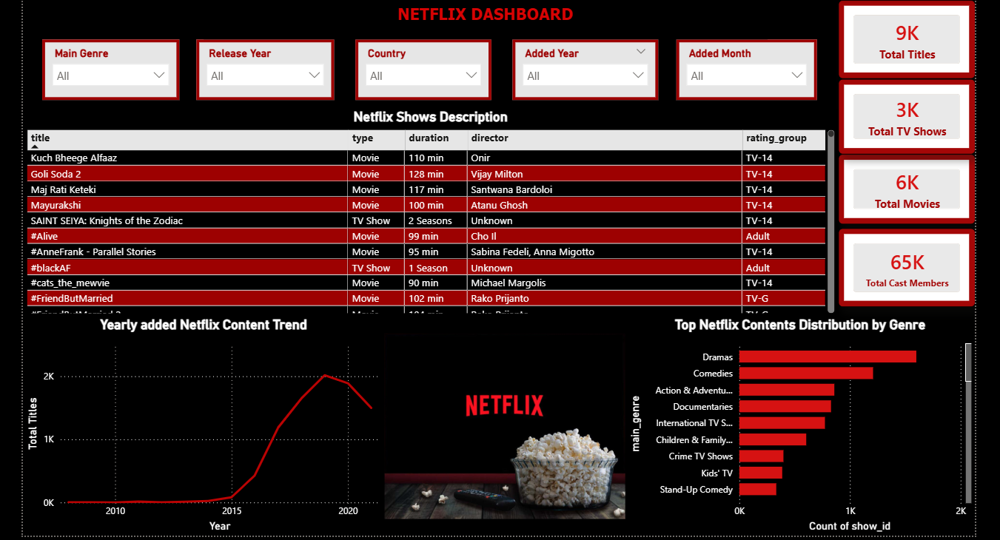 NETFLIX DASHBOARD
Main Genre
All
Release Year
All
Country
All
Added Year
All
Added Month
All
9K
Total Titles
3K
Total TV Shows
6K
Total Movies
65K
Total Cast Members
Netflix Shows Description
title type duration director rating_group
Kuch Bheege Alfaaz Movie 110 min Onir TV-14
Goli Soda 2 Movie 128 min Vijay Milton TV-14
Maj Rati Keteki Movie 117 min Santwana Bardoloi TV-14
Mayurakshi Movie 100 min Atanu Ghosh TV-14
SAINT SEIYA: Knights of the Zodiac TV Show 2 Seasons Unknown TV-14
#Alive Movie 99 min Cho Il Adult
#AnneFrank - Parallel Stories Movie 95 min Sabina Fedeli, Anna Migotto TV-14
#blackAF TV Show 1 Season Unknown Adult
#cats_the_mewvie Movie 90 min Michael Margolis TV-14
#FriendButMarried Movie 102 min Rako Prijanto TV-G
Yearly added Netflix Content Trend
Total Titles
2K
1K
0K
2010 2015 2020
Year
NETFLIX
Top Netflix Contents Distribution by Genre
main_genre
Dramas
Comedies
Action & Adventu...
Documentaries
International TV S...
Children & Family...
Crime TV Shows
Kids' TV
Stand-Up Comedy
0K 1K 2K
Count of show_id